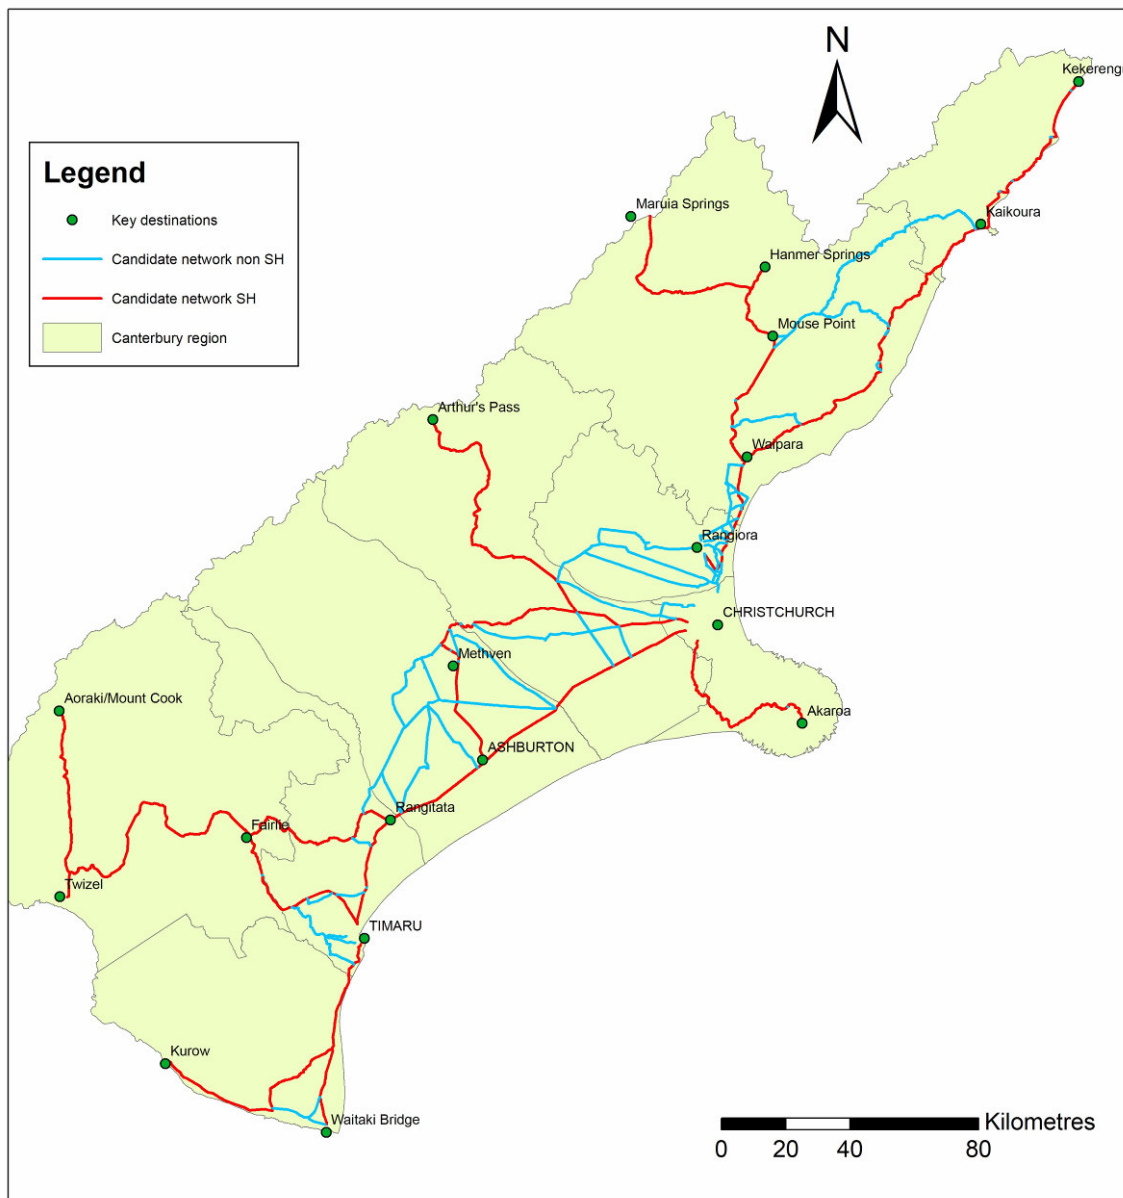 N
Kekerengu
Legend
Key destinations
Candidate network non SH
Candidate network SH
Canterbury region
Maruia Springs
Kaikoura
Hanmer Springs
Mouse Point
Arthur's Pass
Waipara
Rangiora
CHRISTCHURCH
Methven
Aoraki/Mount Cook
Akaroa
ASHBURTON
Rangitata
Fairlie
Twizel
TIMARU
Kurow
Waitaki Bridge
Kilometres
0 20 40 80